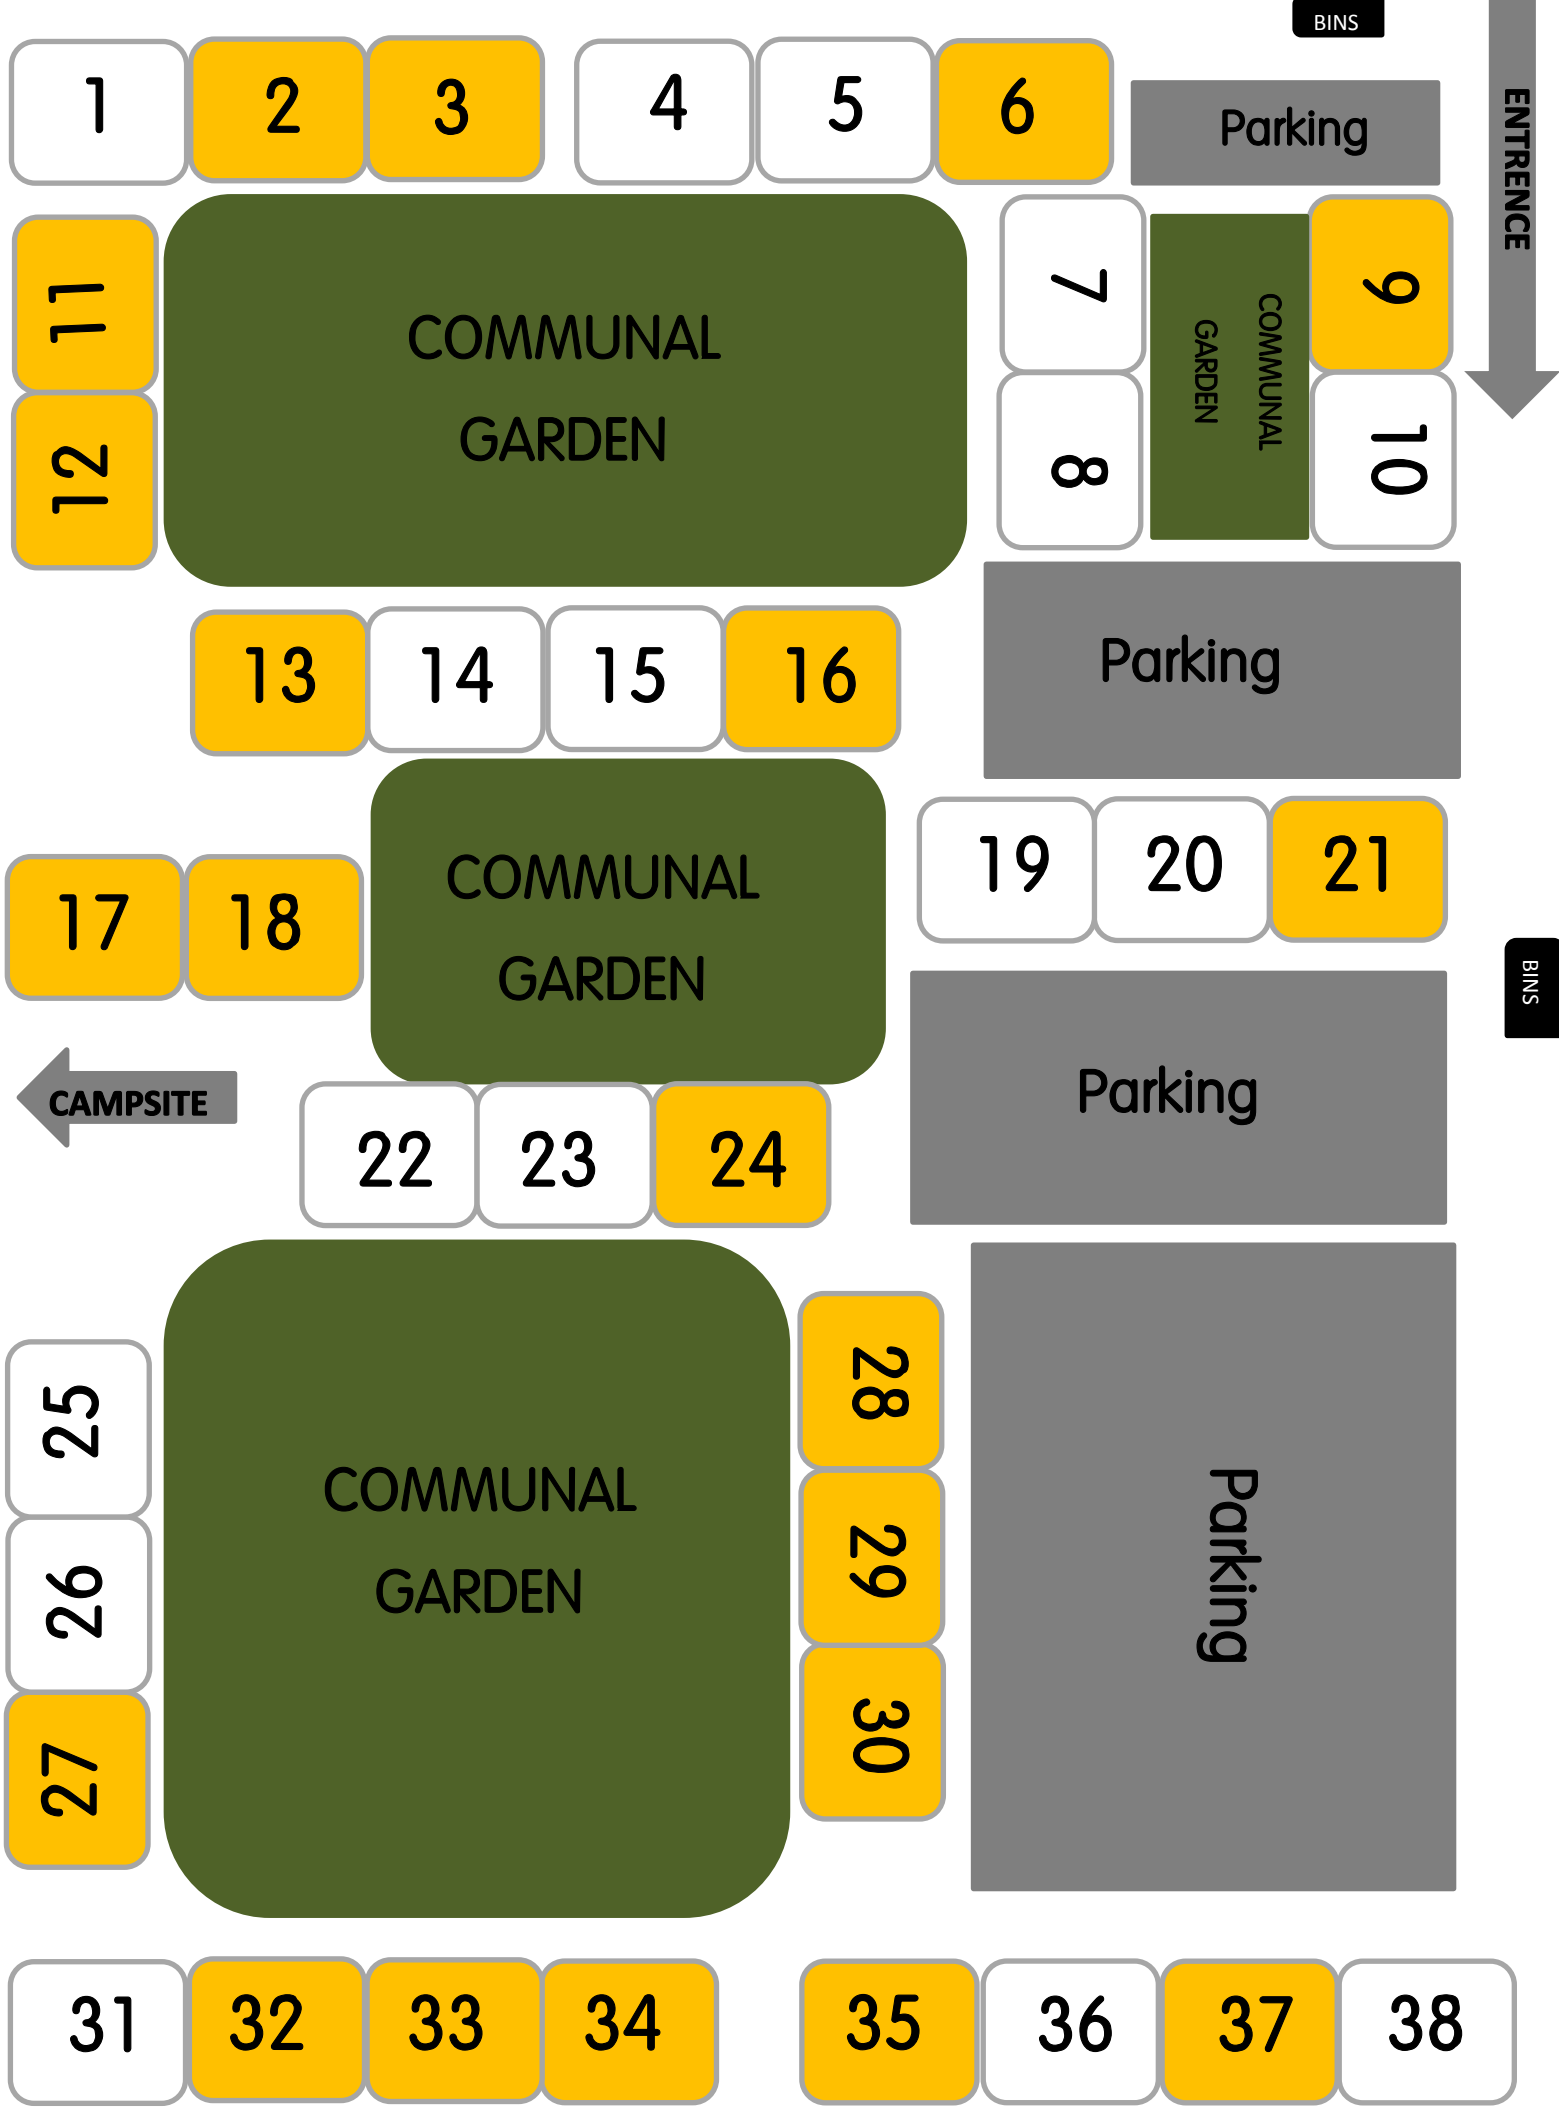 BINS
ENTRENCE
1
2
3
4
5
6
Parking
11
12
COMMUNAL
GARDEN
7
8
COMMUNAL
GARDEN
9
10
13
14
15
16
Parking
17
18
COMMUNAL
GARDEN
19
20
21
BINS
CAMPSITE
22
23
24
Parking
25
26
27
COMMUNAL
GARDEN
28
29
30
Parking
31
32
33
34
35
36
37
38